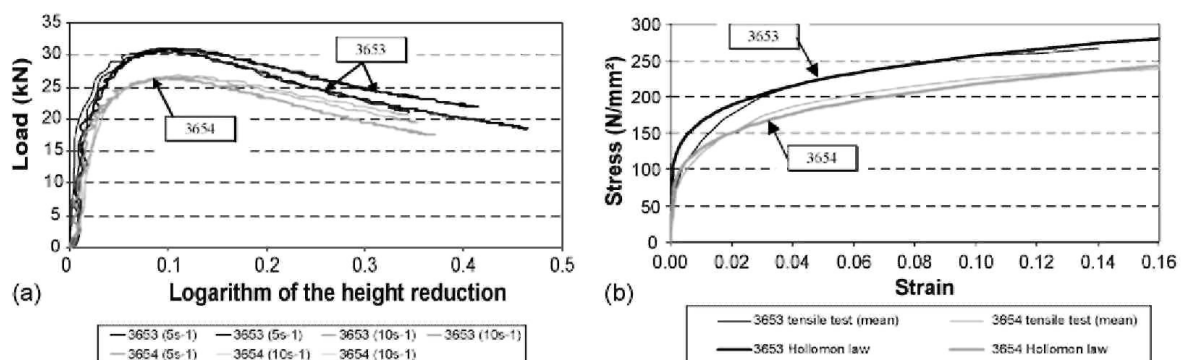 35
30
25
20
15
10
5
0
Load (kN)
3653
3654
0 0.1 0.2 0.3 0.4 0.5
(a) Logarithm of the height reduction
3653 (5s-1) 3653 (5s-1) 3653 (10s-1) 3653 (10s-1)
3654 (5s-1) 3654 (10s-1) 3654 (10s-1)
300
250
200
150
100
50
0
Stress (N/mm²)
3653
3654
0.00 0.02 0.04 0.06 0.08 0.10 0.12 0.14 0.16
(b) Strain
3653 tensile test (mean) 3654 tensile test (mean)
3653 Hollomon law 3654 Hollomon law